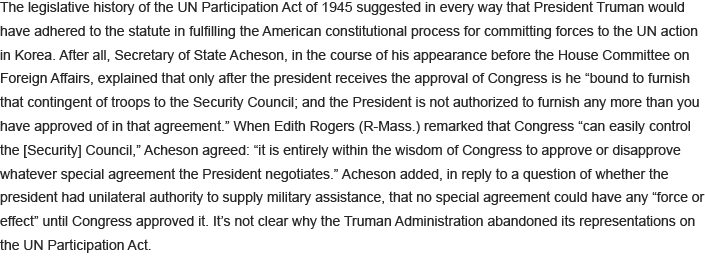 The legislative history of the UN Participation Act of 1945 suggested in every way that President Truman would
have adhered to the statute in fulfilling the American constitutional process for committing forces to the UN action
in Korea. After all, Secretary of State Acheson, in the course of his appearance before the House Committee on
Foreign Affairs, explained that only after the president receives the approval of Congress is he “bound to furnish
that contingent of troops to the Security Council; and the President is not authorized to furnish any more than you
have approved of in that agreement.” When Edith Rogers (R-Mass.) remarked that Congress “can easily control
the [Security] Council,” Acheson agreed: “it is entirely within the wisdom of Congress to approve or disapprove
whatever special agreement the President negotiates.” Acheson added, in reply to a question of whether the
president had unilateral authority to supply military assistance, that no special agreement could have any “force or
effect” until Congress approved it. It’s not clear why the Truman Administration abandoned its representations on
the UN Participation Act.